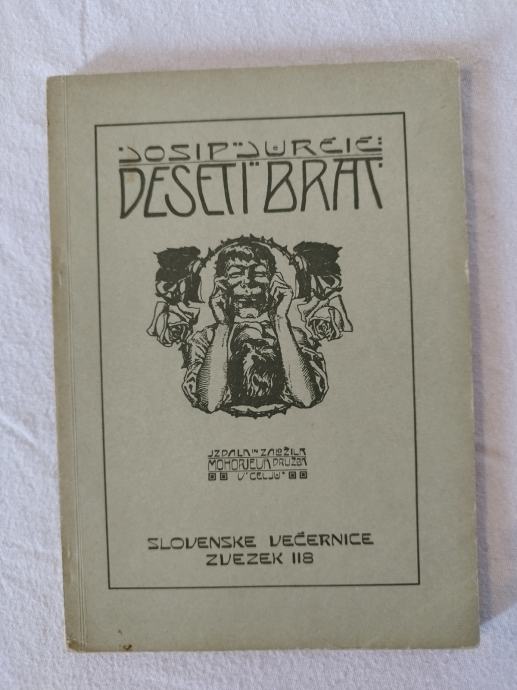 JOSIP JURČIČ:
DESETI BRAT
IZDALA IN ZALOŽILA
MOHORJEVA DRUŽBA
V CELJU
SLOVENSKE VEČERNICE
ZVEZEK 118